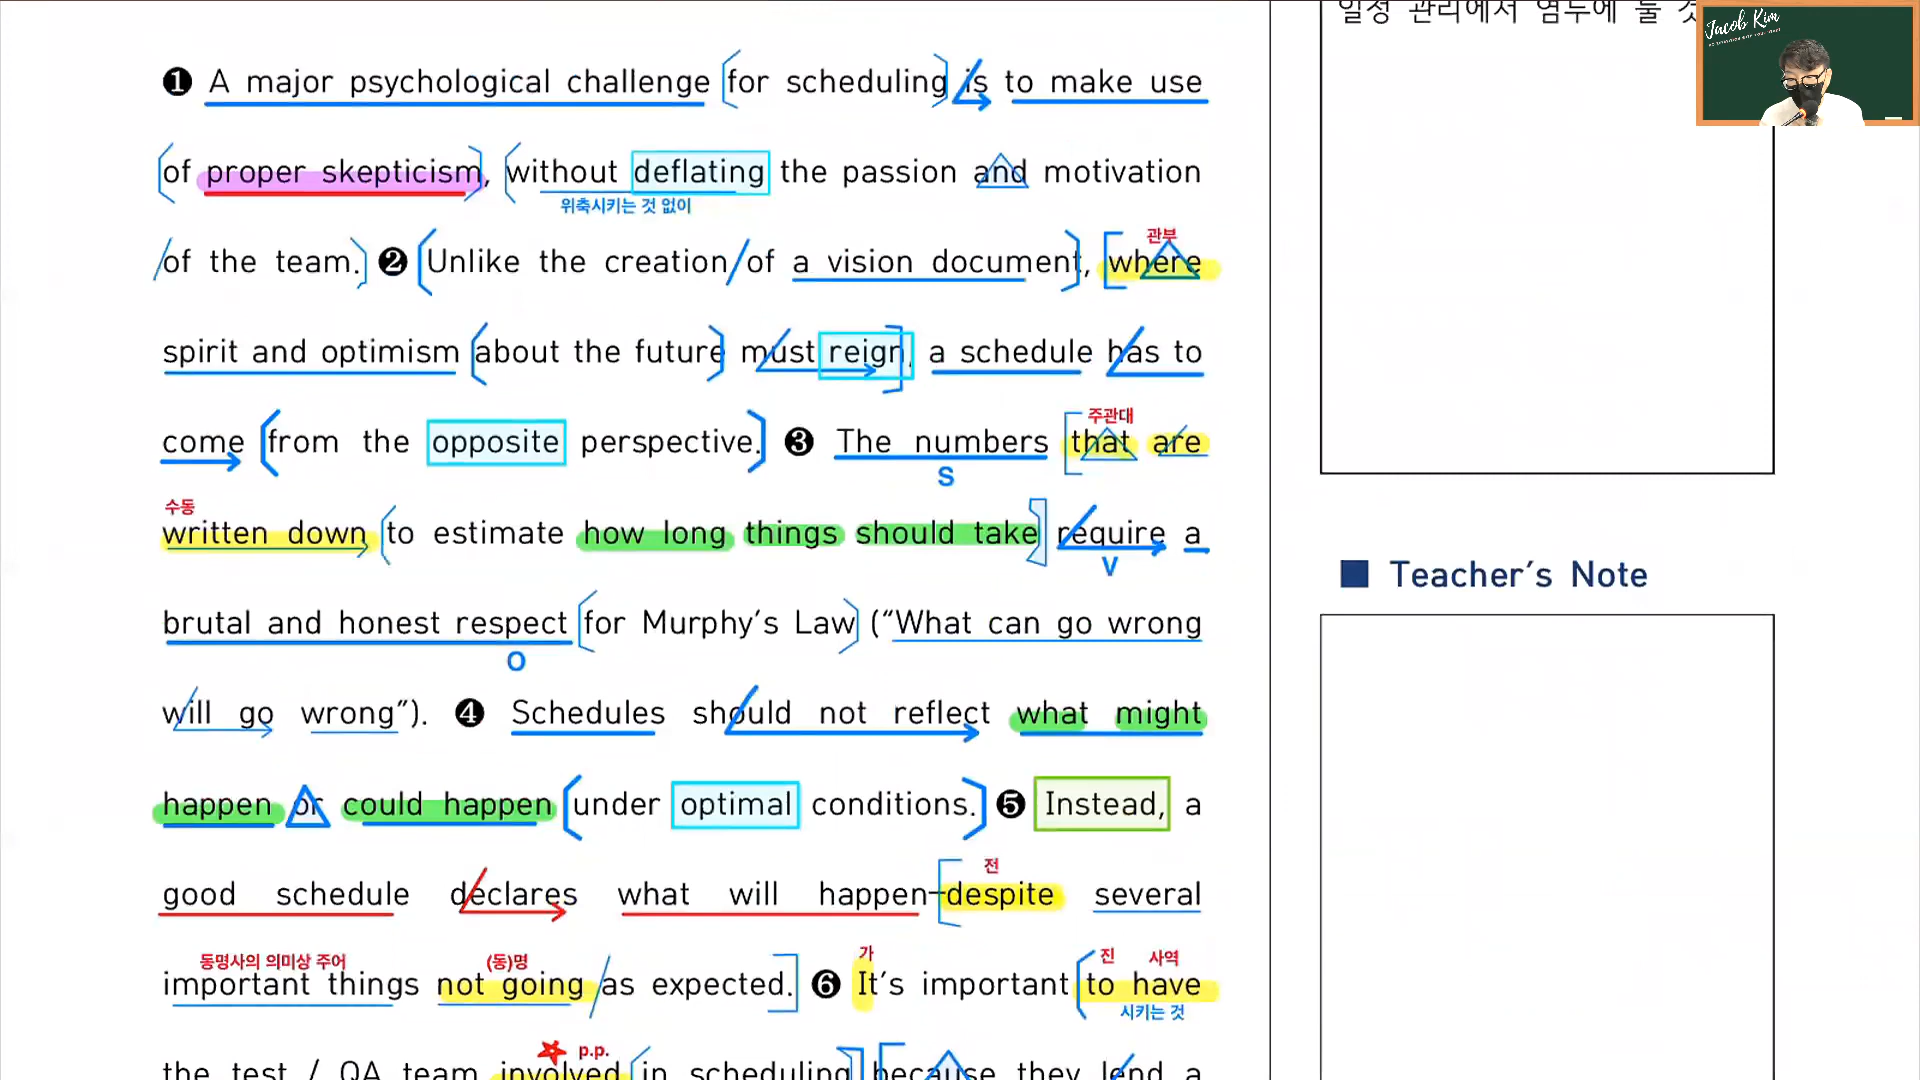 일정 관리에서 염두에 둘 것
Jacob Kim
❶ A major psychological challenge for scheduling is to make use
of proper skepticism, without deflating the passion and motivation
위축시키는 것 없이
관부
of the team. ❷ Unlike the creation of a vision document, where
spirit and optimism about the future must reign, a schedule has to
주관대
come from the opposite perspective. ❸ The numbers that are
S
수동
written down to estimate how long things should take require a
V
brutal and honest respect for Murphy's Law ("What can go wrong
O
will go wrong"). ❹ Schedules should not reflect what might
happen or could happen under optimal conditions. ❺ Instead, a
전
good schedule declares what will happen-despite several
동명사의 의미상 주어 (동)명 가 진 사역
important things not going as expected. ❻ It's important to have
시키는 것
p.p.
the test / QA team involved in scheduling because they lend a
■ Teacher's Note